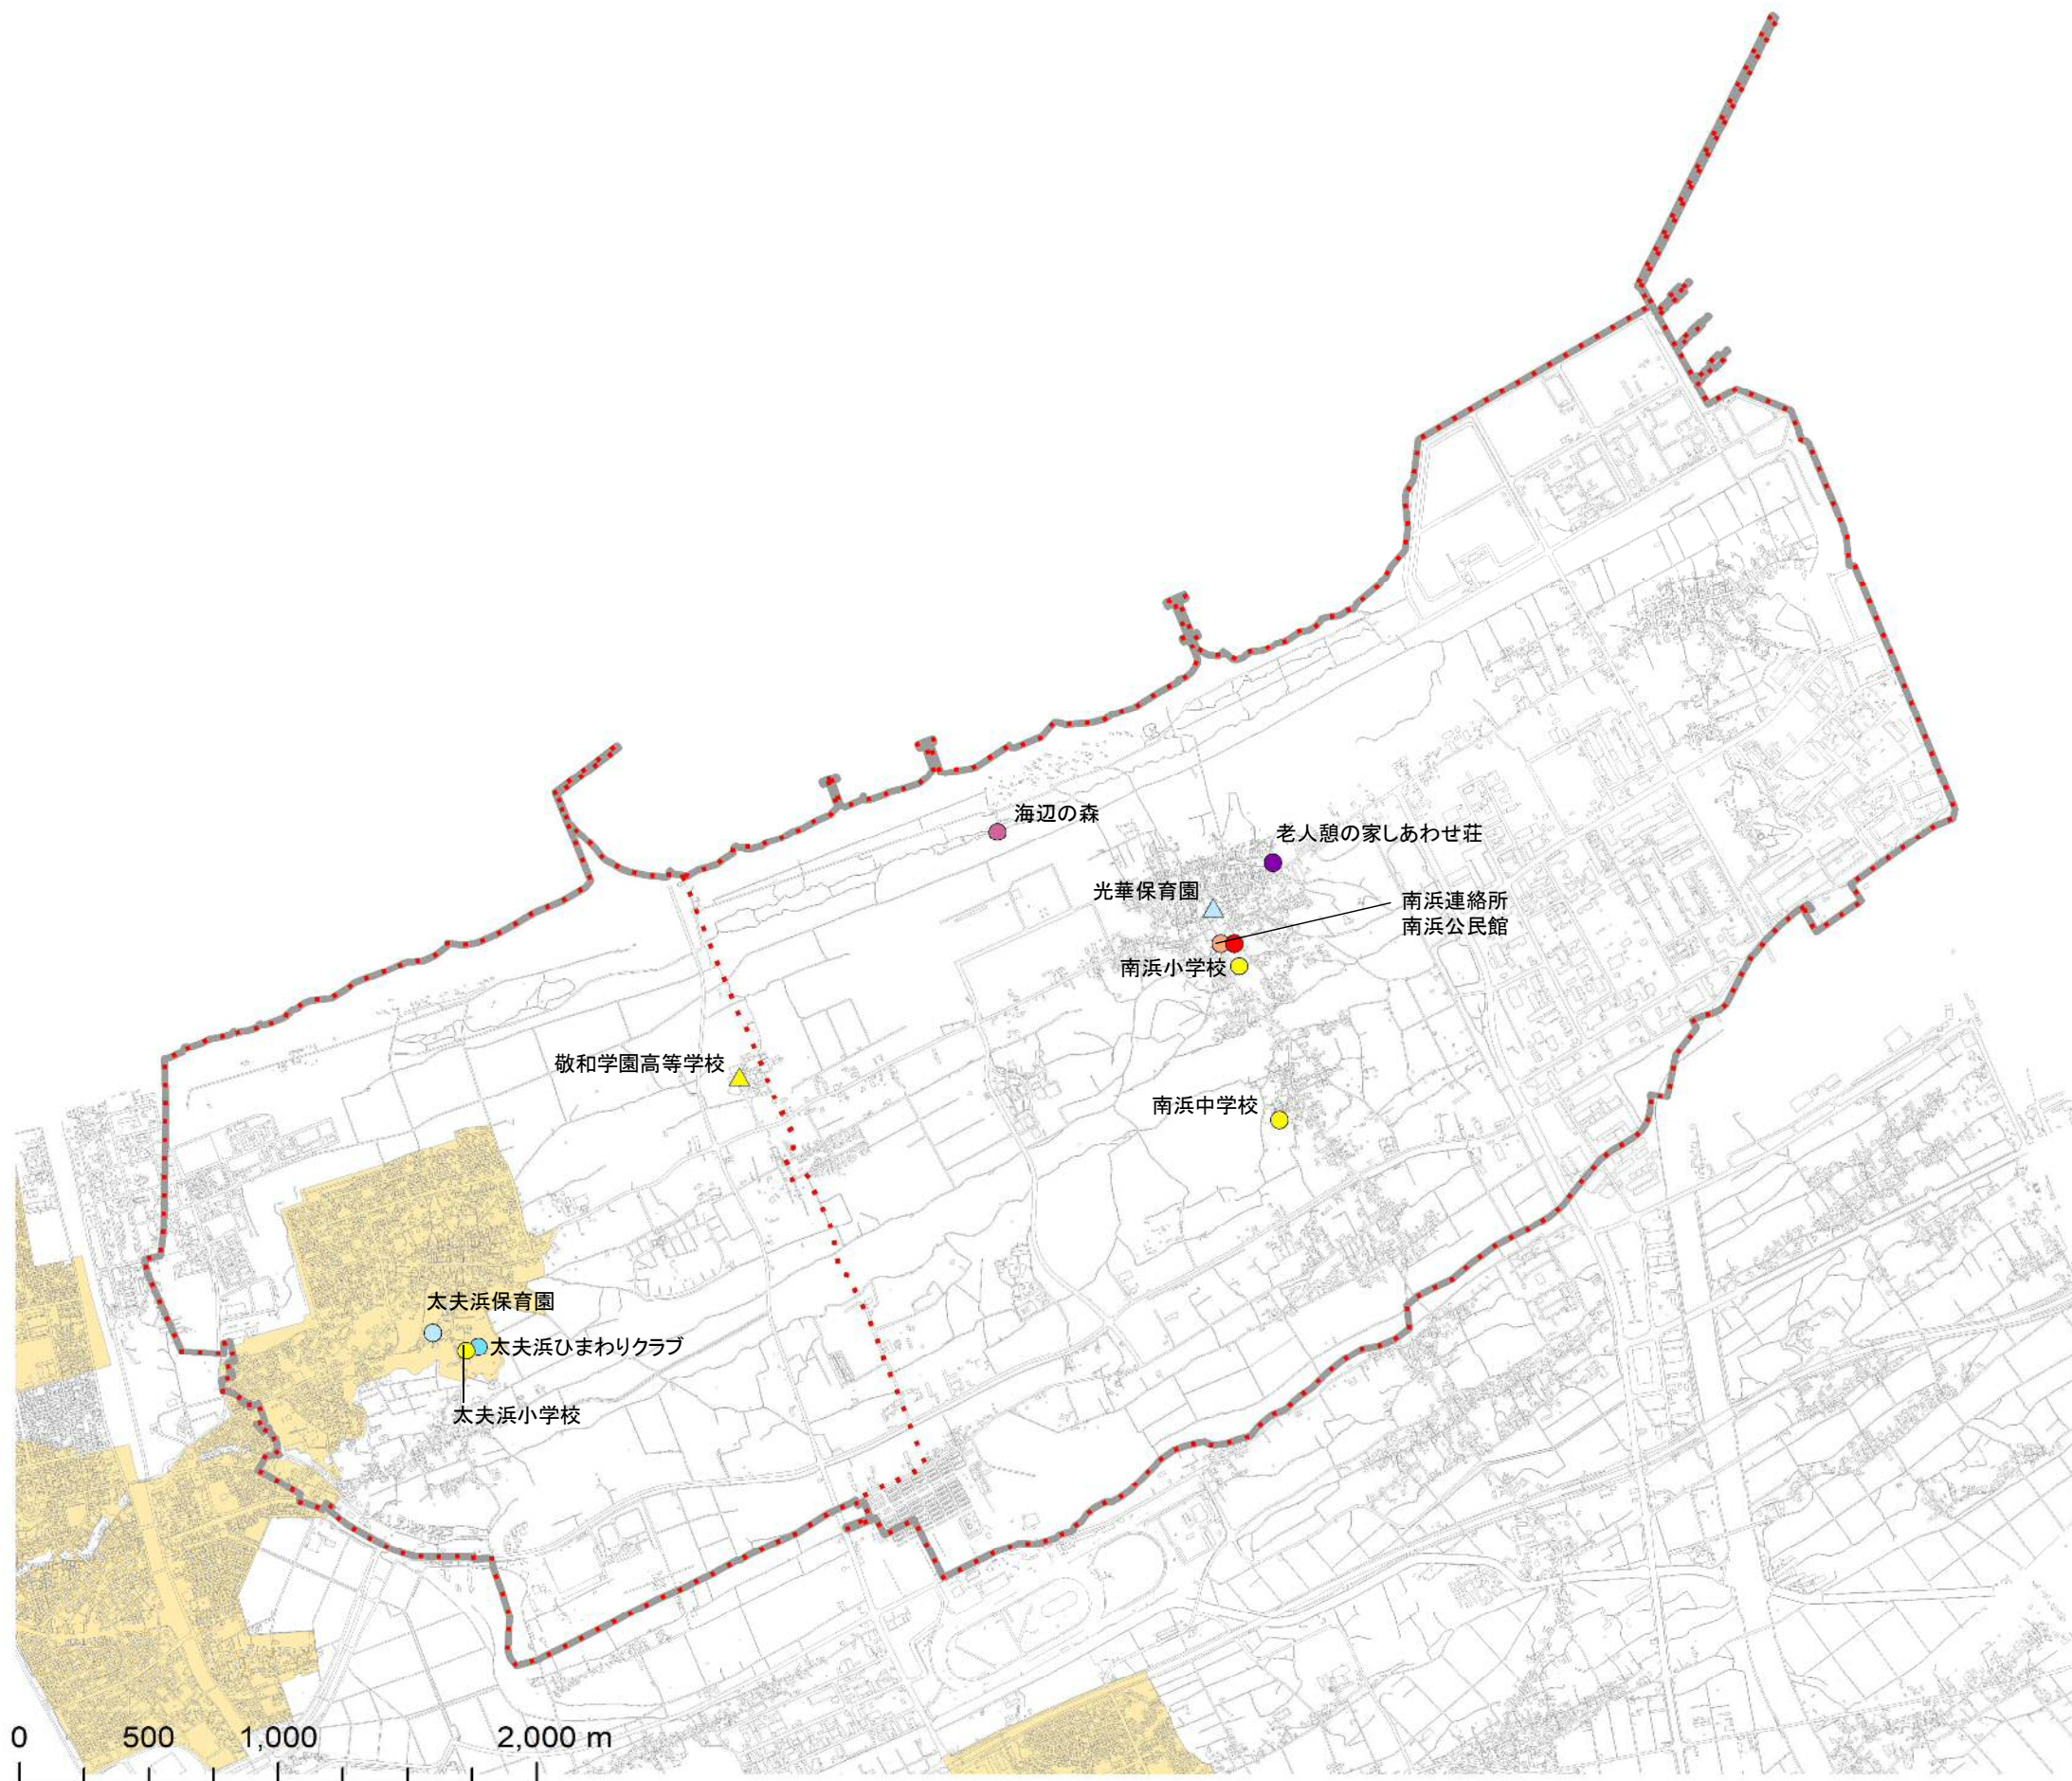 海辺の森
老人憩の家しあわせ荘
光華保育園
南浜連絡所
南浜公民館
南浜小学校
敬和学園高等学校
南浜中学校
太夫浜保育園
太夫浜ひまわりクラブ
太夫浜小学校
0 500 1,000 2,000 m